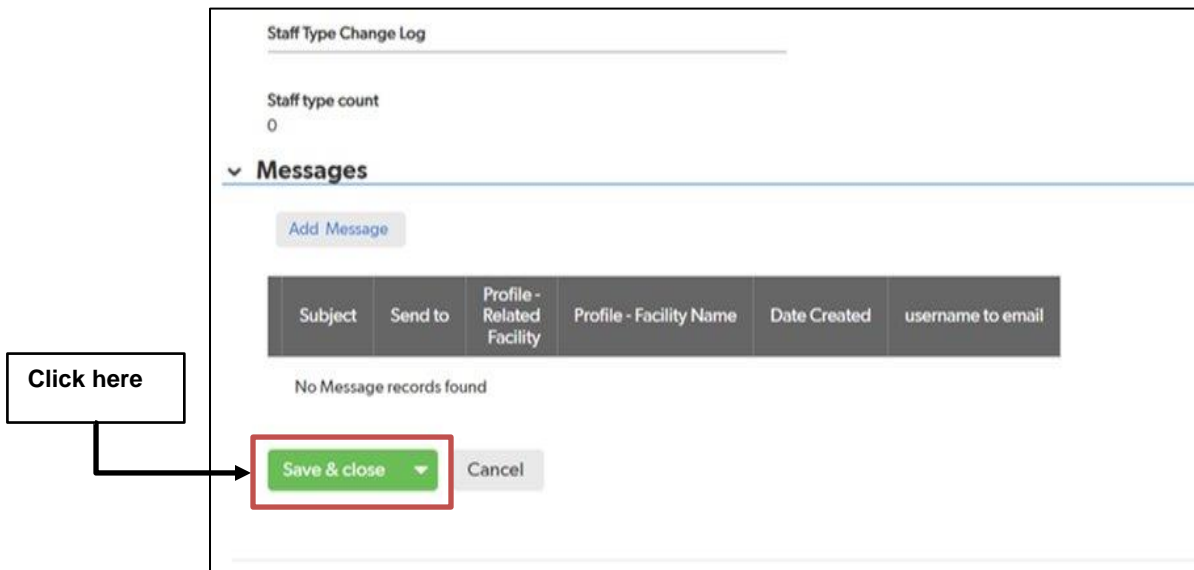 Staff Type Change Log
Staff type count
0
Messages
Add Message
Subject
Send to
Profile -
Related
Facility
Profile - Facility Name
Date Created
username to email
No Message records found
Click here
Save & close
Cancel